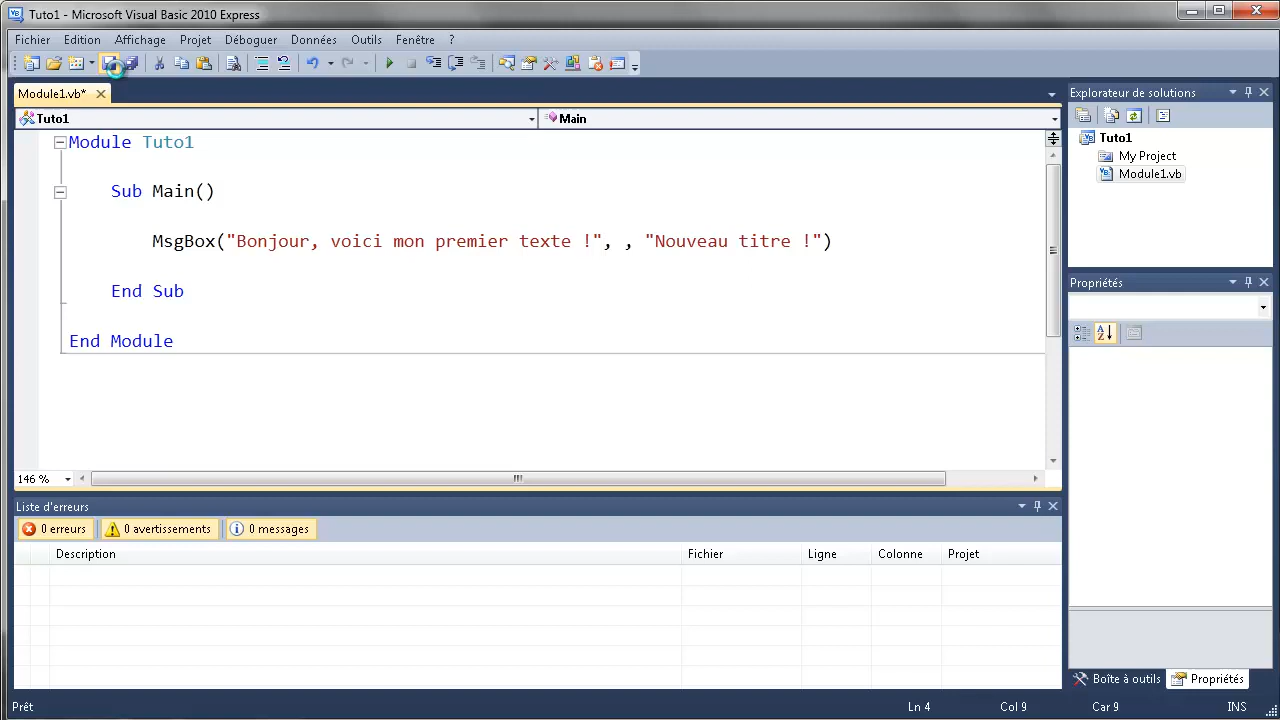 Tuto1 - Microsoft Visual Basic 2010 Express
Fichier Edition Affichage Projet Déboguer Données Outils Fenêtre ?
Module1.vb*
Tuto1 Main
Module Tuto1
Sub Main()
MsgBox("Bonjour, voici mon premier texte !", , "Nouveau titre !")
End Sub
End Module
146 %
Explorateur de solutions
Tuto1
My Project
Module1.vb
Propriétés
Liste d'erreurs
0 erreurs 0 avertissements 0 messages
Description Fichier Ligne Colonne Projet
Boîte à outils Propriétés
Prêt Ln 4 Col 9 Car 9 INS